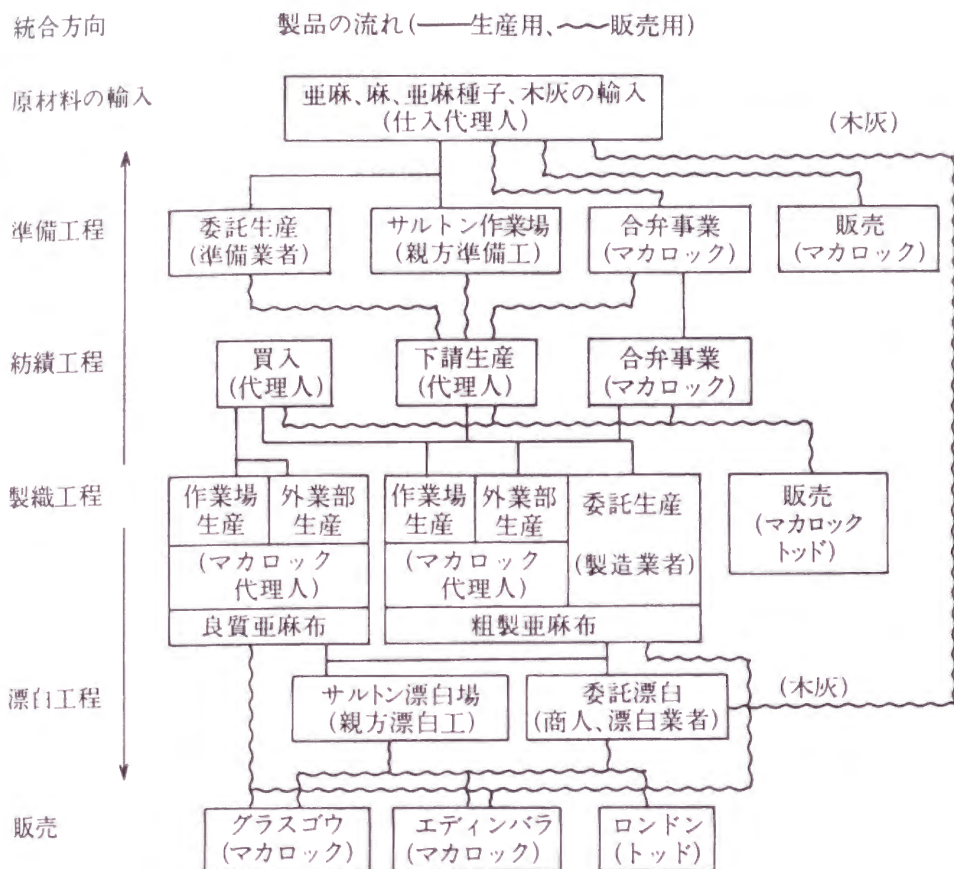 統合方向
製品の流れ(——生産用、〜〜販売用)
原材料の輸入
亜麻、麻、亜麻種子、木灰の輸入
(仕入代理人)
(木灰)
準備工程
委託生産
(準備業者)
サルトン作業場
(親方準備工)
合弁事業
(マカロック)
販売
(マカロック)
紡績工程
買入
(代理人)
下請生産
(代理人)
合弁事業
(マカロック)
製織工程
作業場
生産
外業部
生産
(マカロック
代理人)
良質亜麻布
作業場
生産
外業部
生産
(マカロック
代理人)
委託生産
(製造業者)
粗製亜麻布
販売
(マカロック
トッド)
漂白工程
サルトン漂白場
(親方漂白工)
委託漂白
(商人、漂白業者)
(木灰)
販売
グラスゴウ
(マカロック)
エディンバラ
(マカロック)
ロンドン
(トッド)